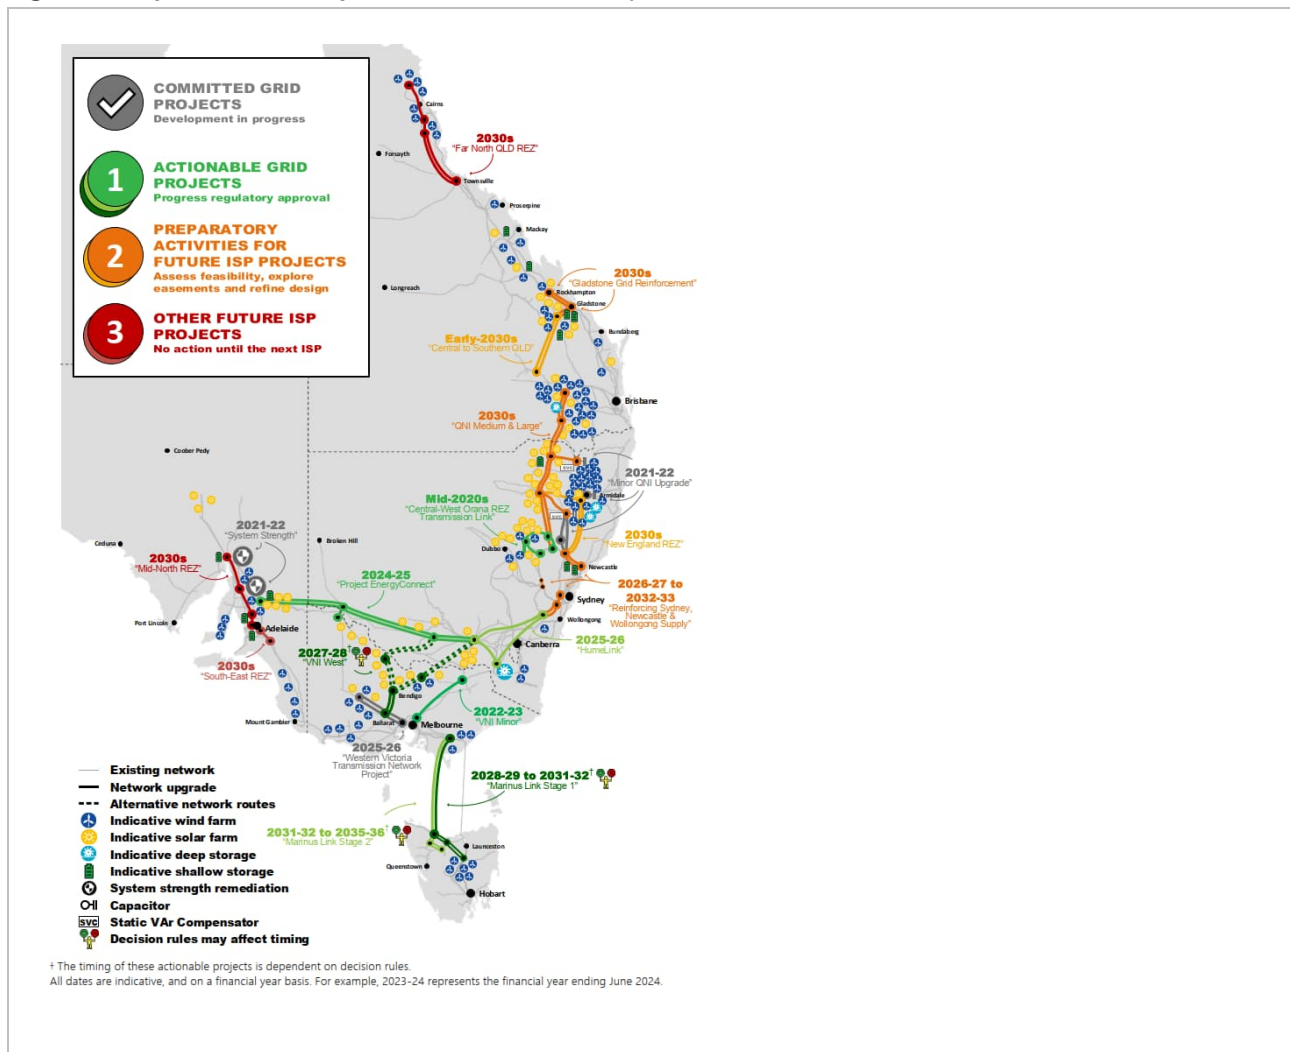 COMMITTED GRID
PROJECTS
Development in progress
1
ACTIONABLE GRID
PROJECTS
Progress regulatory approval
2
PREPARATORY
ACTIVITIES FOR
FUTURE ISP PROJECTS
Assess feasibility, explore
easements and refine design
3
OTHER FUTURE ISP
PROJECTS
No action until the next ISP
Cairns
2030s
"Far North QLD REZ"
Forsayth
Townsville
Proserpine
Mackay
Longreach
2030s
"Gladstone Grid Reinforcement"
Rockhampton
Gladstone
Bundaberg
Early-2030s
"Central to Southern QLD"
Brisbane
2030s
"QNI Medium & Large"
Coober Pedy
SVC
2021-22
"Minor QNI Upgrade"
Armidale
Mid-2020s
"Central-West Orana REZ
Transmission Link"
SVC
2021-22
"System Strength"
Ceduna
Broken Hill
Dubbo
2030s
"New England REZ"
2030s
"Mid-North REZ"
Newcastle
2024-25
"Project EnergyConnect"
2026-27 to
2032-33
"Reinforcing Sydney,
Newcastle &
Wollongong Supply"
Sydney
Wollongong
Port Lincoln
Adelaide
2025-26
"HumeLink"
Canberra
2027-28†
"VNI West"
2030s
"South-East REZ"
Bendigo
2022-23
"VNI Minor"
Mount Gambier
Ballarat
Melbourne
2025-26
"Western Victoria
Transmission Network
Project"
2028-29 to 2031-32†
"Marinus Link Stage 1"
2031-32 to 2035-36†
"Marinus Link Stage 2"
Launceston
Queenstown
Hobart
Existing network
Network upgrade
Alternative network routes
Indicative wind farm
Indicative solar farm
Indicative deep storage
Indicative shallow storage
System strength remediation
Capacitor
SVC Static VAr Compensator
Decision rules may affect timing
† The timing of these actionable projects is dependent on decision rules.
All dates are indicative, and on a financial year basis. For example, 2023-24 represents the financial year ending June 2024.